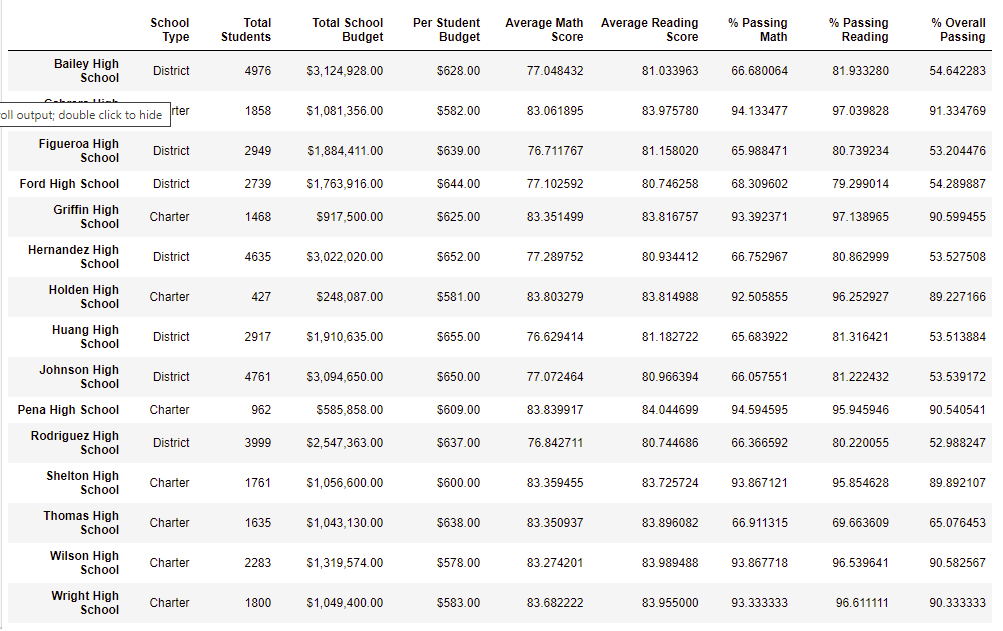 School Type Total Students Total School Budget Per Student Budget Average Math Score Average Reading Score % Passing Math % Passing Reading % Overall Passing
Bailey High School District 4976 $3,124,928.00 $628.00 77.048432 81.033963 66.680064 81.933280 54.642283
rter 1858 $1,081,356.00 $582.00 83.061895 83.975780 94.133477 97.039828 91.334769
oll output; double click to hide
Figueroa High School District 2949 $1,884,411.00 $639.00 76.711767 81.158020 65.988471 80.739234 53.204476
Ford High School District 2739 $1,763,916.00 $644.00 77.102592 80.746258 68.309602 79.299014 54.289887
Griffin High School Charter 1468 $917,500.00 $625.00 83.351499 83.816757 93.392371 97.138965 90.599455
Hernandez High School District 4635 $3,022,020.00 $652.00 77.289752 80.934412 66.752967 80.862999 53.527508
Holden High School Charter 427 $248,087.00 $581.00 83.803279 83.814988 92.505855 96.252927 89.227166
Huang High School District 2917 $1,910,635.00 $655.00 76.629414 81.182722 65.683922 81.316421 53.513884
Johnson High School District 4761 $3,094,650.00 $650.00 77.072464 80.966394 66.057551 81.222432 53.539172
Pena High School Charter 962 $585,858.00 $609.00 83.839917 84.044699 94.594595 95.945946 90.540541
Rodriguez High School District 3999 $2,547,363.00 $637.00 76.842711 80.744686 66.366592 80.220055 52.988247
Shelton High School Charter 1761 $1,056,600.00 $600.00 83.359455 83.725724 93.867121 95.854628 89.892107
Thomas High School Charter 1635 $1,043,130.00 $638.00 83.350937 83.896082 66.911315 69.663609 65.076453
Wilson High School Charter 2283 $1,319,574.00 $578.00 83.274201 83.989488 93.867718 96.539641 90.582567
Wright High School Charter 1800 $1,049,400.00 $583.00 83.682222 83.955000 93.333333 96.611111 90.333333